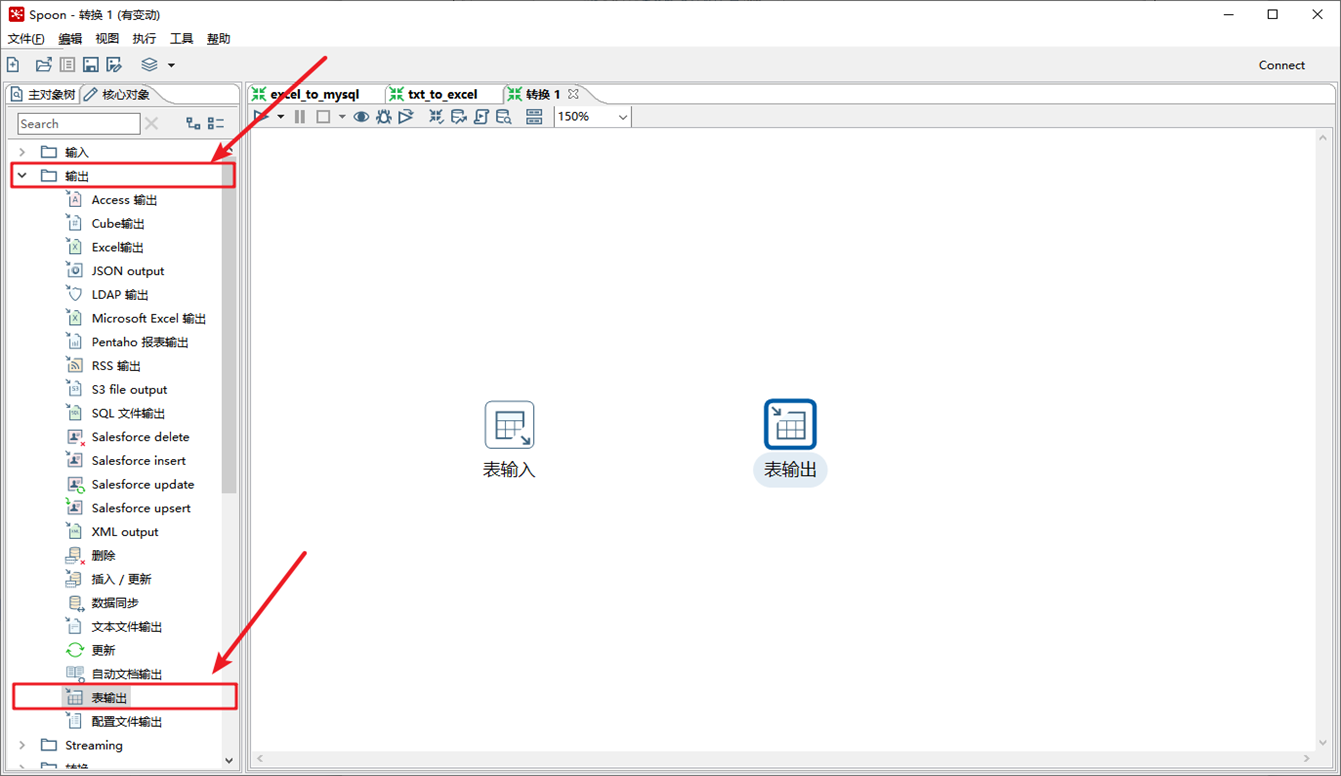 Spoon - 转换 1 (有变动)
文件(F) 编辑 视图 执行 工具 帮助
Connect
主对象树 核心对象
excel_to_mysql txt_to_excel 转换 1
Search
150%
输入
输出
Access 输出
Cube输出
Excel输出
JSON output
LDAP 输出
Microsoft Excel 输出
Pentaho 报表输出
RSS 输出
S3 file output
SQL 文件输出
Salesforce delete
Salesforce insert
Salesforce update
Salesforce upsert
XML output
删除
插入 / 更新
数据同步
文本文件输出
更新
自动文档输出
表输出
配置文件输出
Streaming
转换
表输入
表输出